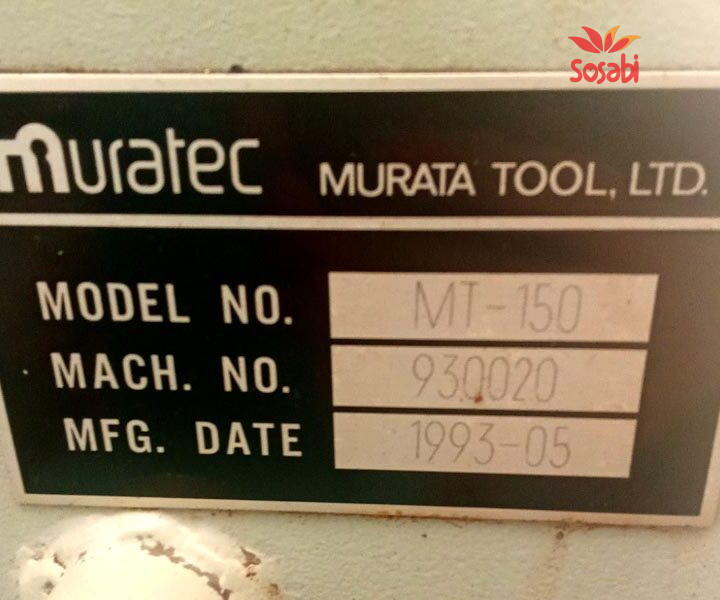 Sosabi
muratec MURATA TOOL, LTD.
MODEL NO. MT-150
MACH. NO. 930020
MFG. DATE 1993-05